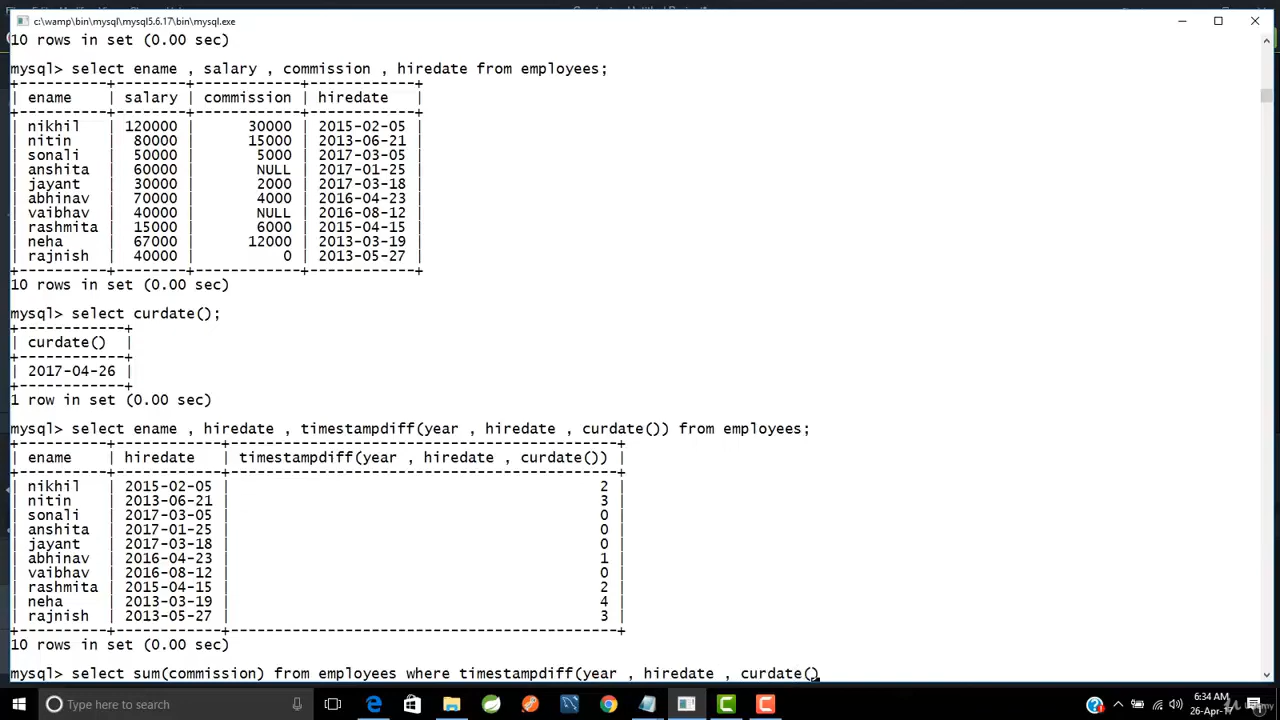 c:\wamp\bin\mysql\mysql5.6.17\bin\mysql.exe
10 rows in set (0.00 sec)
mysql> select ename , salary , commission , hiredate from employees;
+----------+--------+------------+------------+
| ename    | salary | commission | hiredate   |
+----------+--------+------------+------------+
| nikhil   | 120000 |      30000 | 2015-02-05 |
| nitin    |  80000 |      15000 | 2013-06-21 |
| sonali   |  50000 |       5000 | 2017-03-05 |
| anshita  |  60000 |       NULL | 2017-01-25 |
| jayant   |  30000 |       2000 | 2017-03-18 |
| abhinav  |  70000 |       4000 | 2016-04-23 |
| vaibhav  |  40000 |       NULL | 2016-08-12 |
| rashmita |  15000 |       6000 | 2015-04-15 |
| neha     |  67000 |      12000 | 2013-03-19 |
| rajnish  |  40000 |          0 | 2013-05-27 |
+----------+--------+------------+------------+
10 rows in set (0.00 sec)
mysql> select curdate();
+------------+
| curdate()  |
+------------+
| 2017-04-26 |
+------------+
1 row in set (0.00 sec)
mysql> select ename , hiredate , timestampdiff(year , hiredate , curdate()) from employees;
+----------+------------+--------------------------------------------+
| ename    | hiredate   | timestampdiff(year , hiredate , curdate()) |
+----------+------------+--------------------------------------------+
| nikhil   | 2015-02-05 |                                          2 |
| nitin    | 2013-06-21 |                                          3 |
| sonali   | 2017-03-05 |                                          0 |
| anshita  | 2017-01-25 |                                          0 |
| jayant   | 2017-03-18 |                                          0 |
| abhinav  | 2016-04-23 |                                          1 |
| vaibhav  | 2016-08-12 |                                          0 |
| rashmita | 2015-04-15 |                                          2 |
| neha     | 2013-03-19 |                                          4 |
| rajnish  | 2013-05-27 |                                          3 |
+----------+------------+--------------------------------------------+
10 rows in set (0.00 sec)
mysql> select sum(commission) from employees where timestampdiff(year , hiredate , curdate()
Type here to search
6:34 AM
26-Apr-17